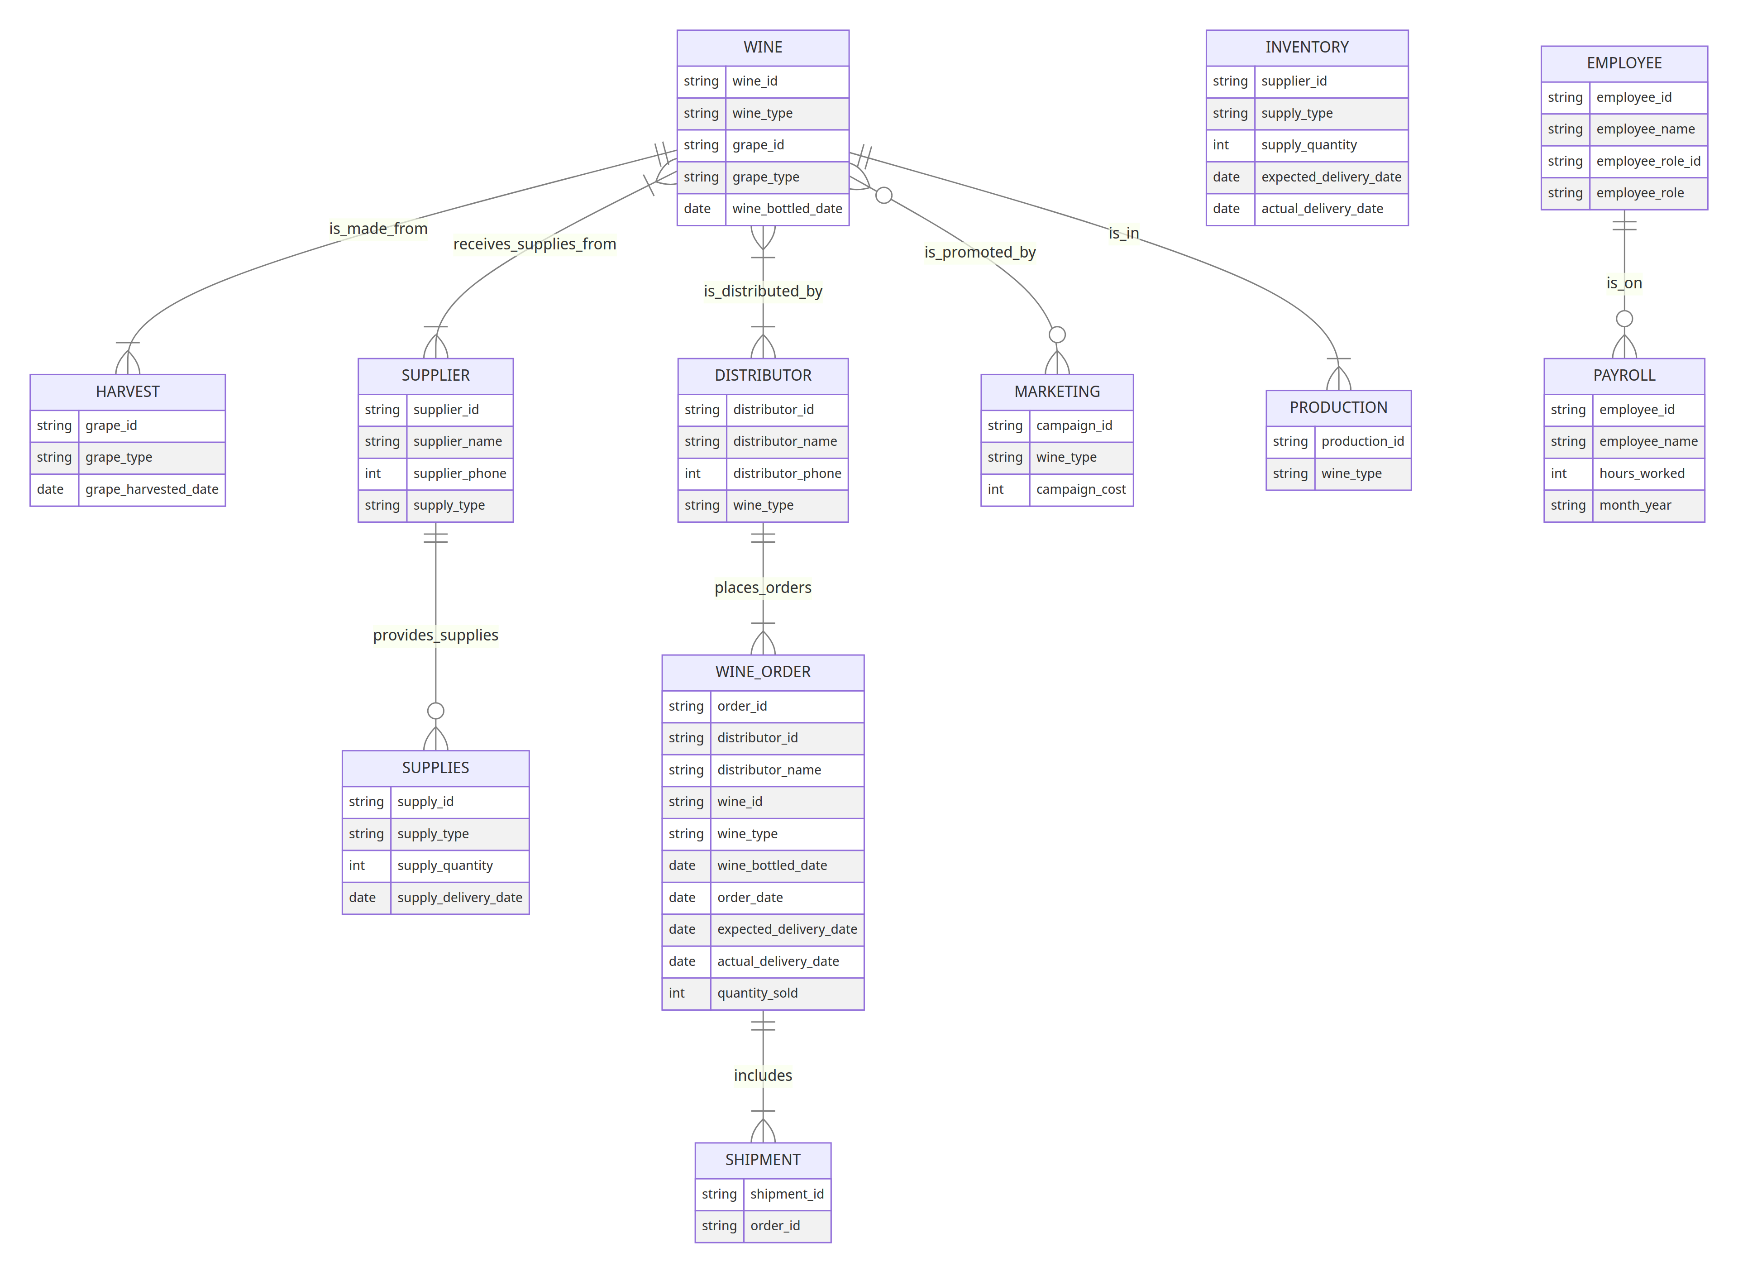 WINE
string wine_id
string wine_type
string grape_id
string grape_type
date wine_bottled_date
INVENTORY
string supplier_id
string supply_type
int supply_quantity
date expected_delivery_date
date actual_delivery_date
EMPLOYEE
string employee_id
string employee_name
string employee_role_id
string employee_role
is_made_from
receives_supplies_from
is_distributed_by
is_promoted_by
is_in
is_on
HARVEST
string grape_id
string grape_type
date grape_harvested_date
SUPPLIER
string supplier_id
string supplier_name
int supplier_phone
string supply_type
DISTRIBUTOR
string distributor_id
string distributor_name
int distributor_phone
string wine_type
MARKETING
string campaign_id
string wine_type
int campaign_cost
PRODUCTION
string production_id
string wine_type
PAYROLL
string employee_id
string employee_name
int hours_worked
string month_year
provides_supplies
places_orders
SUPPLIES
string supply_id
string supply_type
int supply_quantity
date supply_delivery_date
WINE_ORDER
string order_id
string distributor_id
string distributor_name
string wine_id
string wine_type
date wine_bottled_date
date order_date
date expected_delivery_date
date actual_delivery_date
int quantity_sold
includes
SHIPMENT
string shipment_id
string order_id